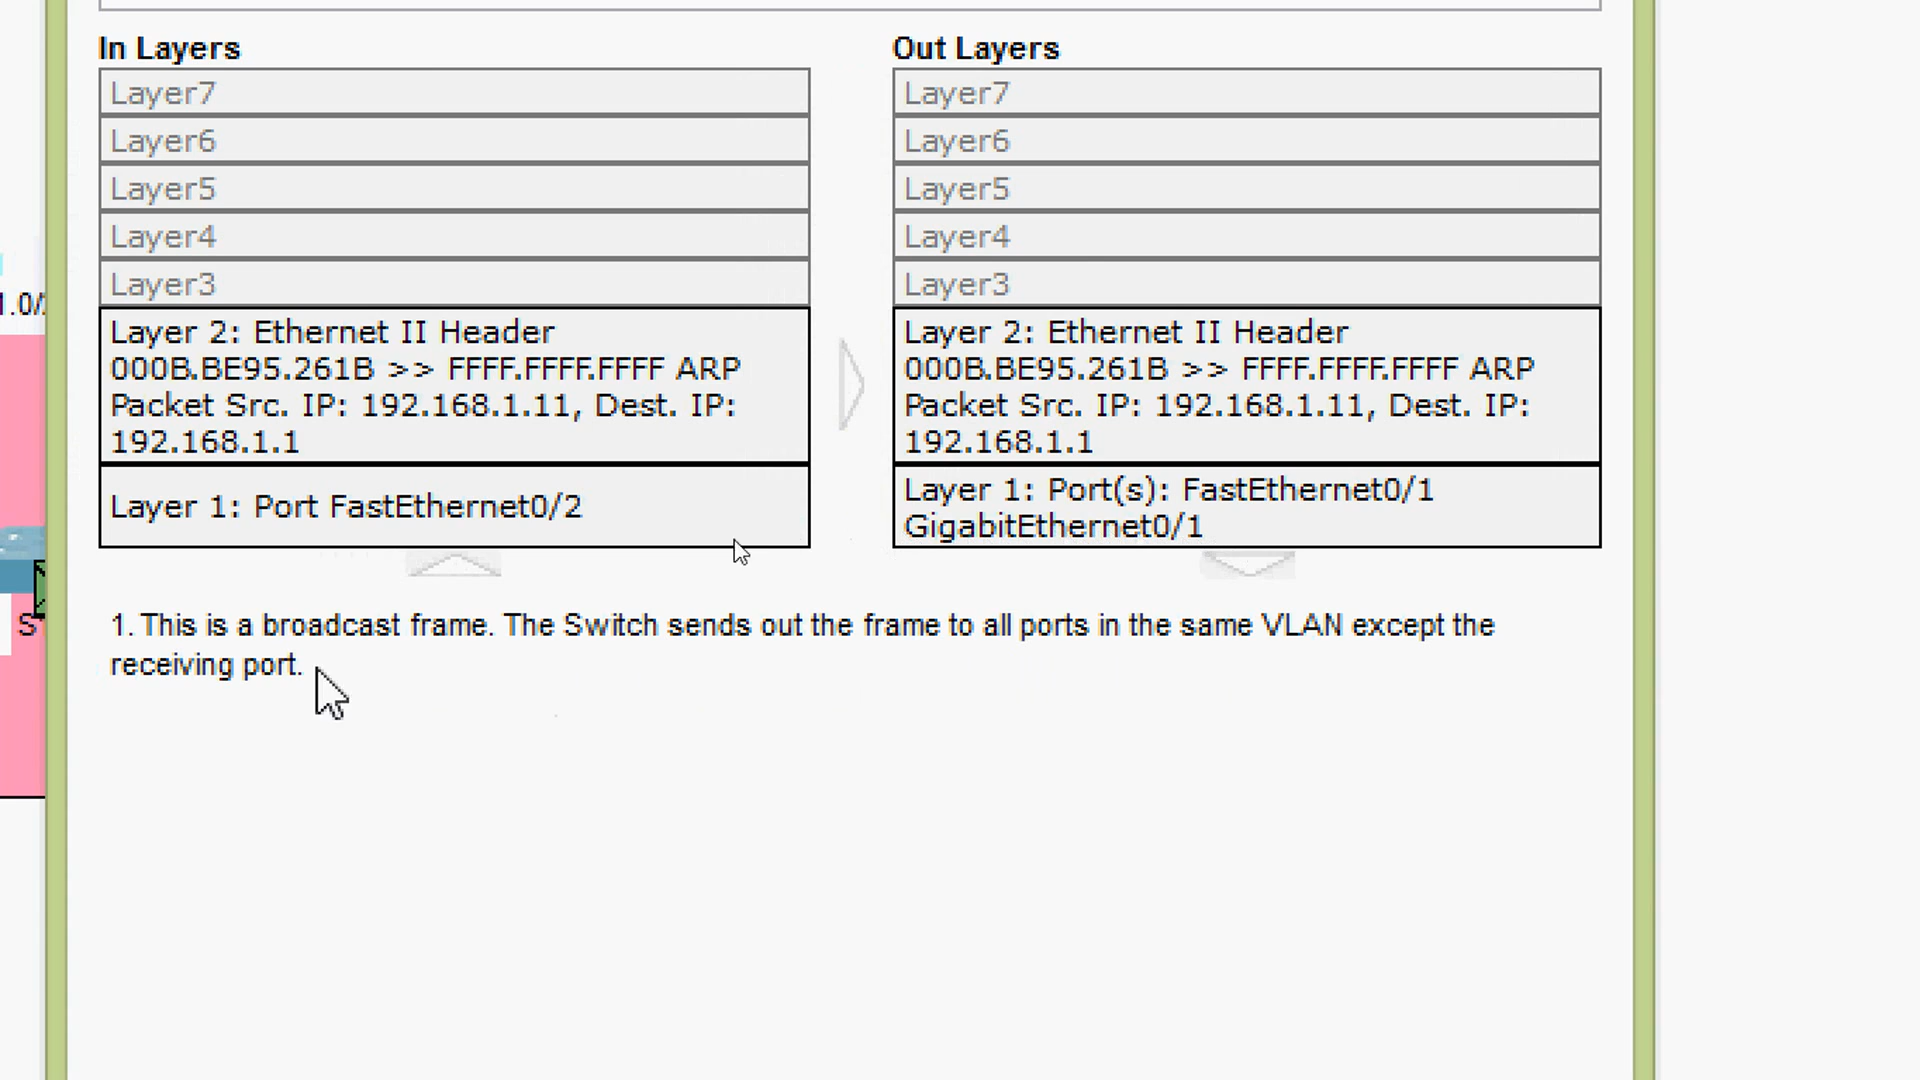 In Layers
Layer7
Layer6
Layer5
Layer4
Layer3
Layer 2: Ethernet II Header
000B.BE95.261B >> FFFF.FFFF.FFFF ARP
Packet Src. IP: 192.168.1.11, Dest. IP:
192.168.1.1
Layer 1: Port FastEthernet0/2
Out Layers
Layer7
Layer6
Layer5
Layer4
Layer3
Layer 2: Ethernet II Header
000B.BE95.261B >> FFFF.FFFF.FFFF ARP
Packet Src. IP: 192.168.1.11, Dest. IP:
192.168.1.1
Layer 1: Port(s): FastEthernet0/1
GigabitEthernet0/1
1. This is a broadcast frame. The Switch sends out the frame to all ports in the same VLAN except the
receiving port.